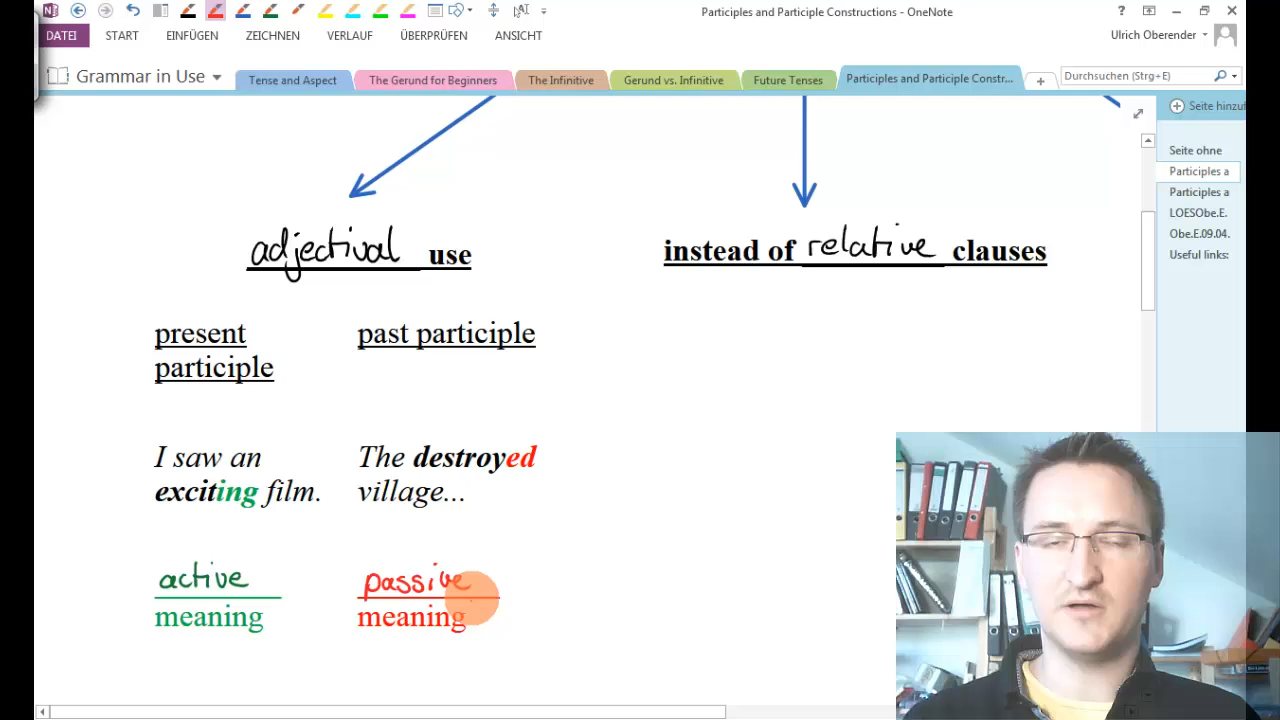 Participles and Participle Constructions - OneNote
DATEI START EINFÜGEN ZEICHNEN VERLAUF ÜBERPRÜFEN ANSICHT
Ulrich Oberender
Grammar in Use
Tense and Aspect
The Gerund for Beginners
The Infinitive
Gerund vs. Infinitive
Future Tenses
Participles and Participle Constr...
Durchsuchen (Strg+E)
Seite hinzuf
Seite ohne
Participles a
Participles a
LOESObe.E.
Obe.E.09.04.
Useful links:
adjectival use
instead of relative clauses
present
participle
past participle
I saw an
exciting film.
The destroyed
village...
active
meaning
passive
meaning